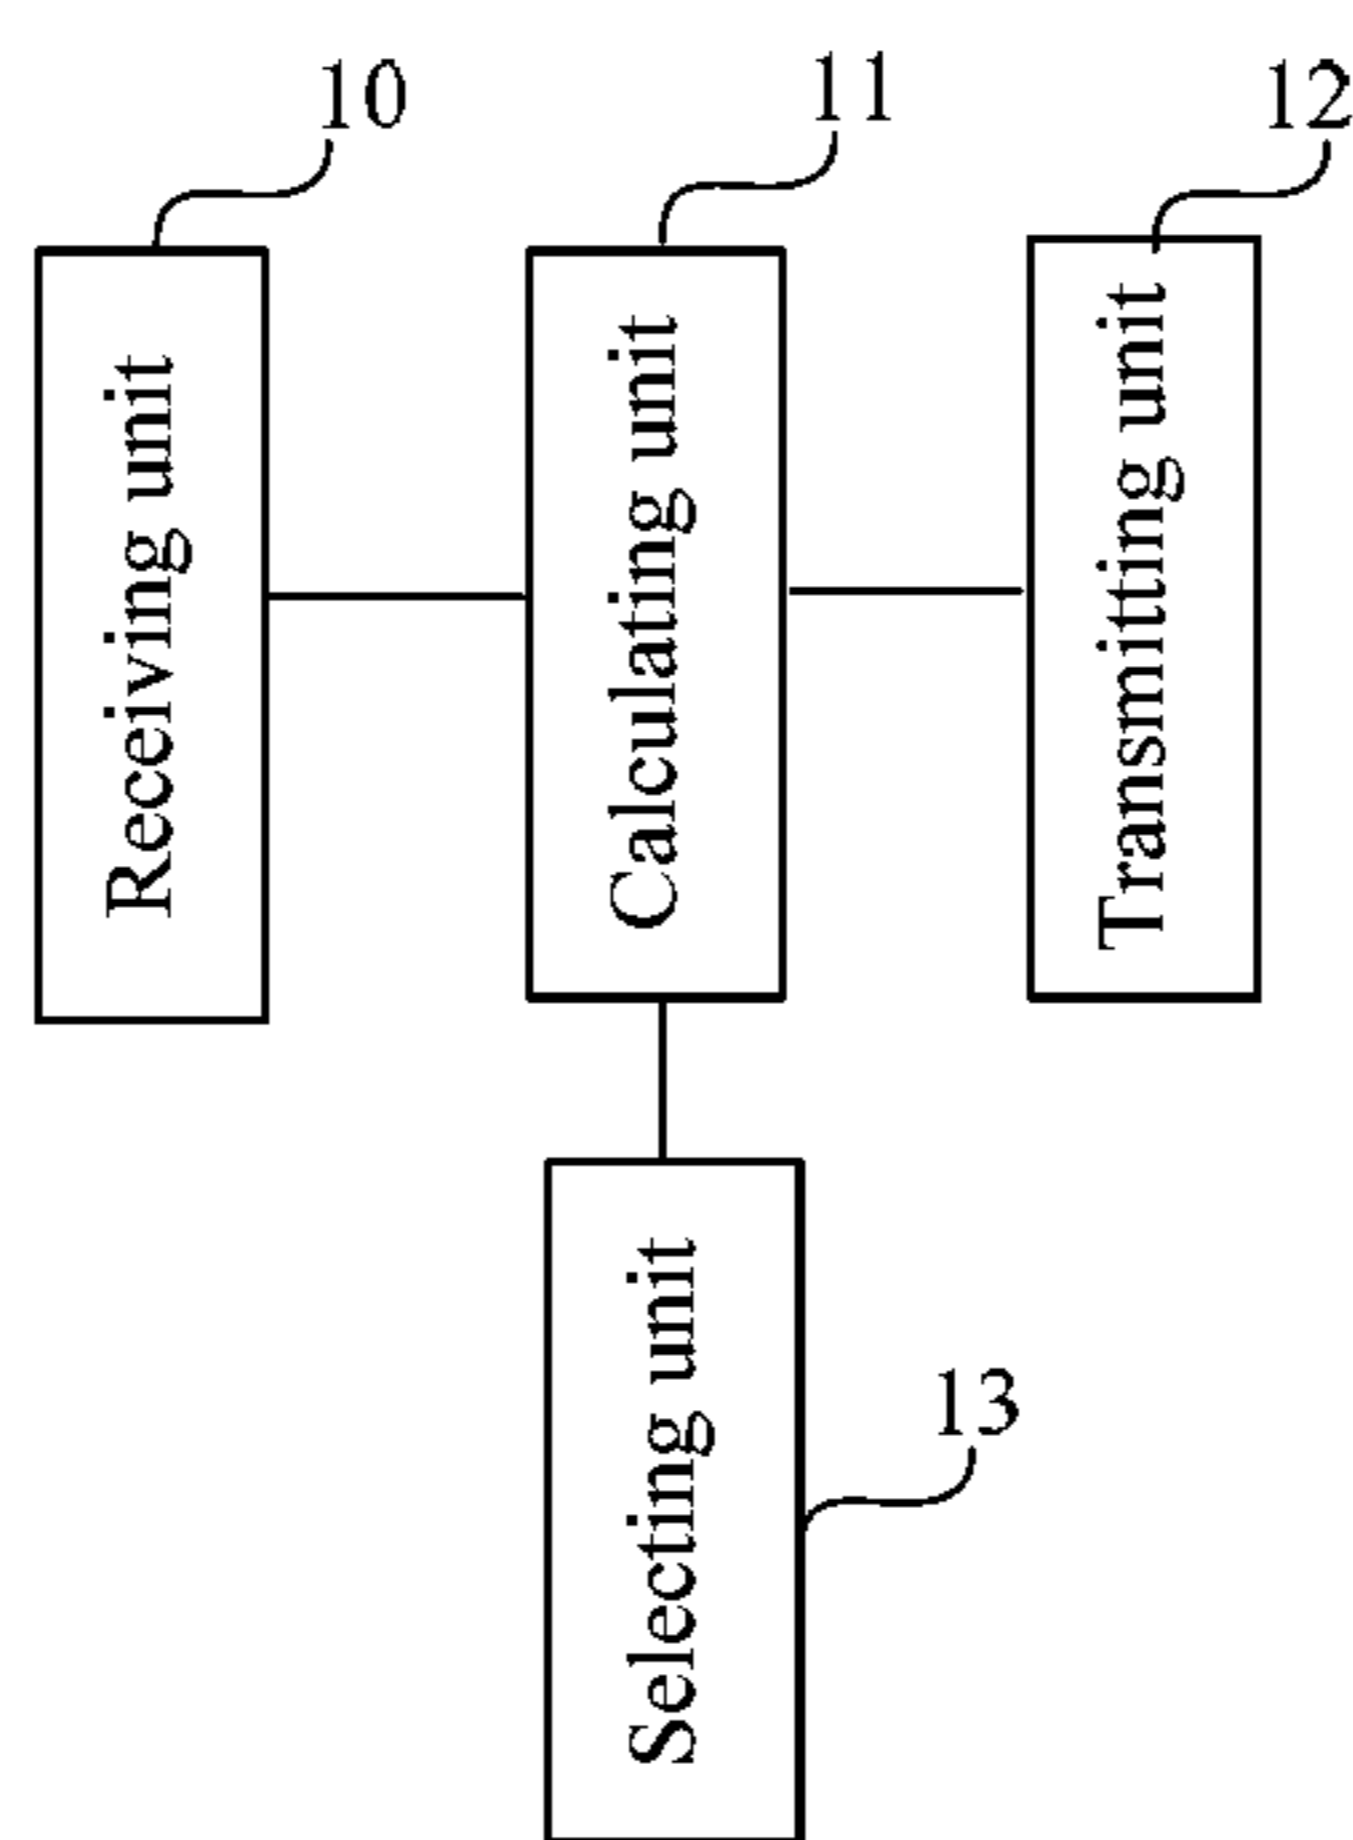 10
11
12
Receiving unit
Calculating unit
Transmitting unit
Selecting unit
13